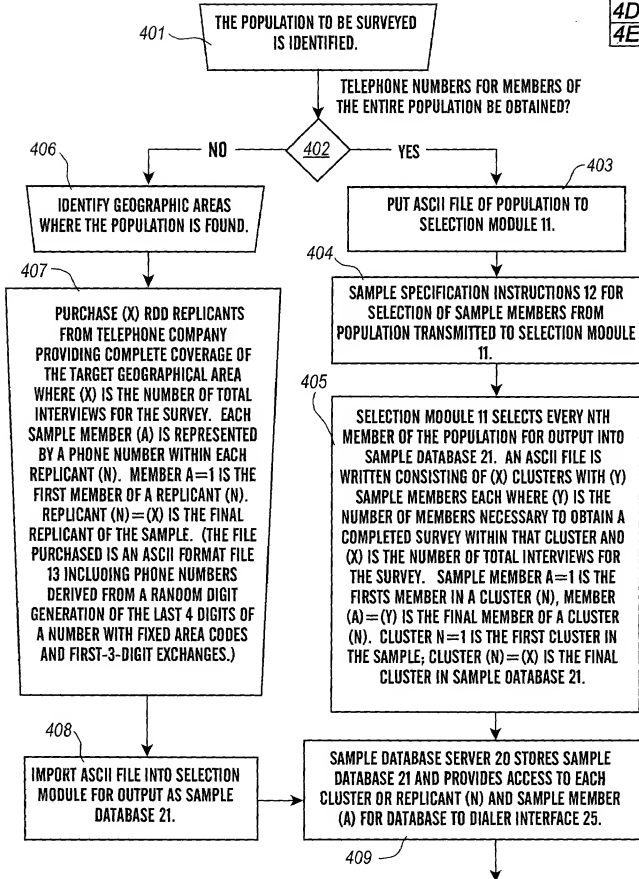 4D
4E
401
THE POPULATION TO BE SURVEYED
IS IDENTIFIED.
TELEPHONE NUMBERS FOR MEMBERS OF
THE ENTIRE POPULATION BE OBTAINED?
402
NO
YES
406
IDENTIFY GEOGRAPHIC AREAS
WHERE THE POPULATION IS FOUND.
403
PUT ASCII FILE OF POPULATION TO
SELECTION MODULE 11.
404
SAMPLE SPECIFICATION INSTRUCTIONS 12 FOR
SELECTION OF SAMPLE MEMBERS FROM
POPULATION TRANSMITTED TO SELECTION MODULE
11.
407
PURCHASE (X) RDD REPLICANTS
FROM TELEPHONE COMPANY
PROVIDING COMPLETE COVERAGE OF
THE TARGET GEOGRAPHICAL AREA
WHERE (X) IS THE NUMBER OF TOTAL
INTERVIEWS FOR THE SURVEY. EACH
SAMPLE MEMBER (A) IS REPRESENTED
BY A PHONE NUMBER WITHIN EACH
REPLICANT (N). MEMBER A=1 IS THE
FIRST MEMBER OF A REPLICANT (N).
REPLICANT (N)=(X) IS THE FINAL
REPLICANT OF THE SAMPLE. (THE FILE
PURCHASED IS AN ASCII FORMAT FILE
13 INCLUDING PHONE NUMBERS
DERIVED FROM A RANDOM DIGIT
GENERATION OF THE LAST 4 DIGITS OF
A NUMBER WITH FIXED AREA CODES
AND FIRST-3-DIGIT EXCHANGES.)
405
SELECTION MODULE 11 SELECTS EVERY NTH
MEMBER OF THE POPULATION FOR OUTPUT INTO
SAMPLE DATABASE 21. AN ASCII FILE IS
WRITTEN CONSISTING OF (X) CLUSTERS WITH (Y)
SAMPLE MEMBERS EACH WHERE (Y) IS THE
NUMBER OF MEMBERS NECESSARY TO OBTAIN A
COMPLETED SURVEY WITHIN THAT CLUSTER AND
(X) IS THE NUMBER OF TOTAL INTERVIEWS FOR
THE SURVEY. SAMPLE MEMBER A=1 IS THE
FIRSTS MEMBER IN A CLUSTER (N), MEMBER
(A)=(Y) IS THE FINAL MEMBER OF A CLUSTER
(N). CLUSTER N=1 IS THE FIRST CLUSTER IN
THE SAMPLE; CLUSTER (N)=(X) IS THE FINAL
CLUSTER IN SAMPLE DATABASE 21.
408
IMPORT ASCII FILE INTO SELECTION
MODULE FOR OUTPUT AS SAMPLE
DATABASE 21.
SAMPLE DATABASE SERVER 20 STORES SAMPLE
DATABASE 21 AND PROVIDES ACCESS TO EACH
CLUSTER OR REPLICANT (N) AND SAMPLE MEMBER
(A) FOR DATABASE TO DIALER INTERFACE 25.
409